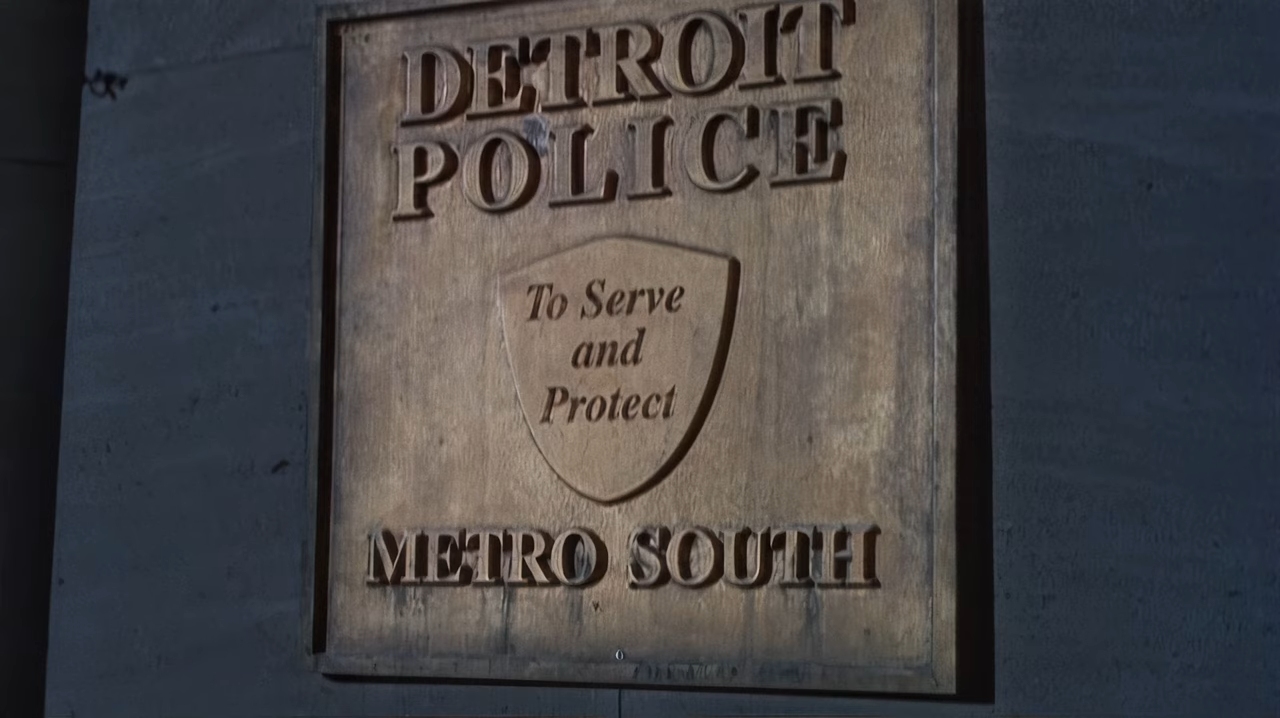 DETROIT
POLICE
To Serve
and
Protect
METRO SOUTH